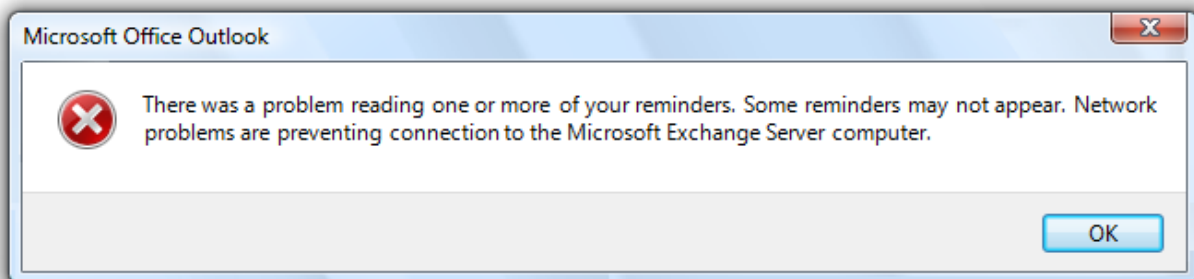 Microsoft Office Outlook
There was a problem reading one or more of your reminders. Some reminders may not appear. Network
problems are preventing connection to the Microsoft Exchange Server computer.
OK